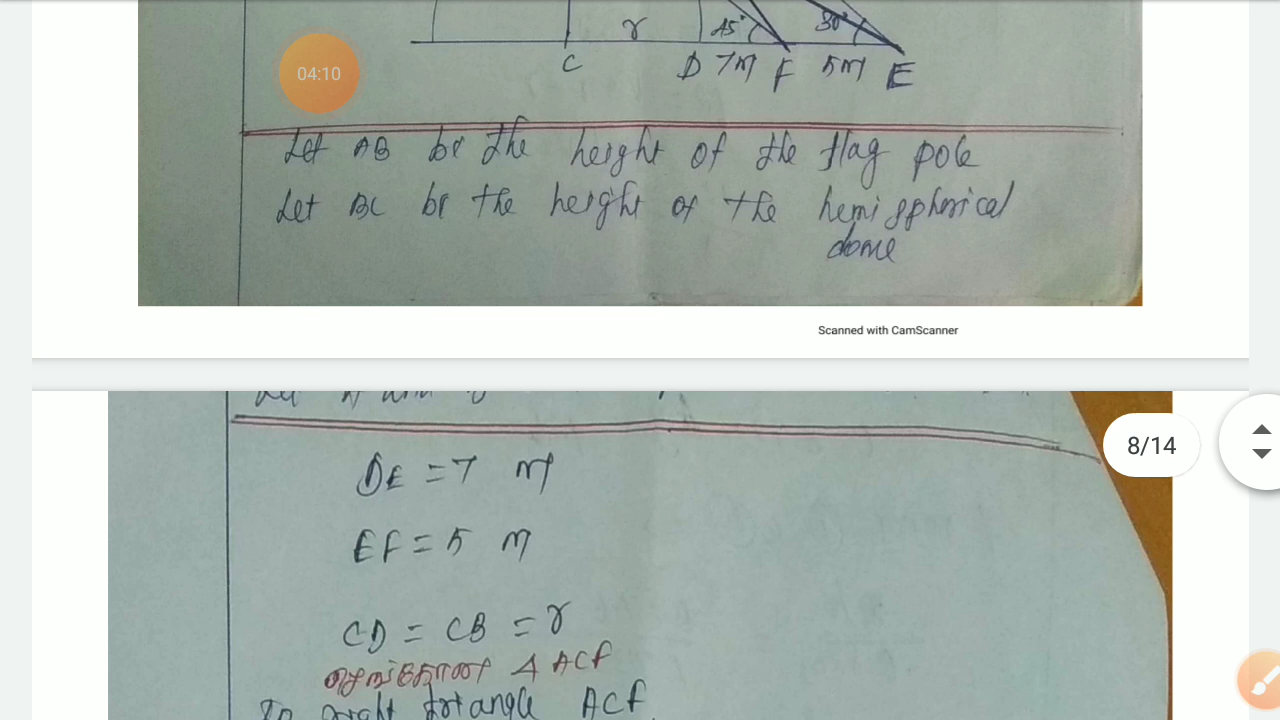 45° 30°
r
C D 7M F 5M E
04:10
Let AB be the height of the flag pole
Let BC be the height of the hemispherical
dome
Scanned with CamScanner
8/14
DE = 7 M
EF = 5 M
CD = CB = r
செங்கோண Δ ACF
In right triangle ACF